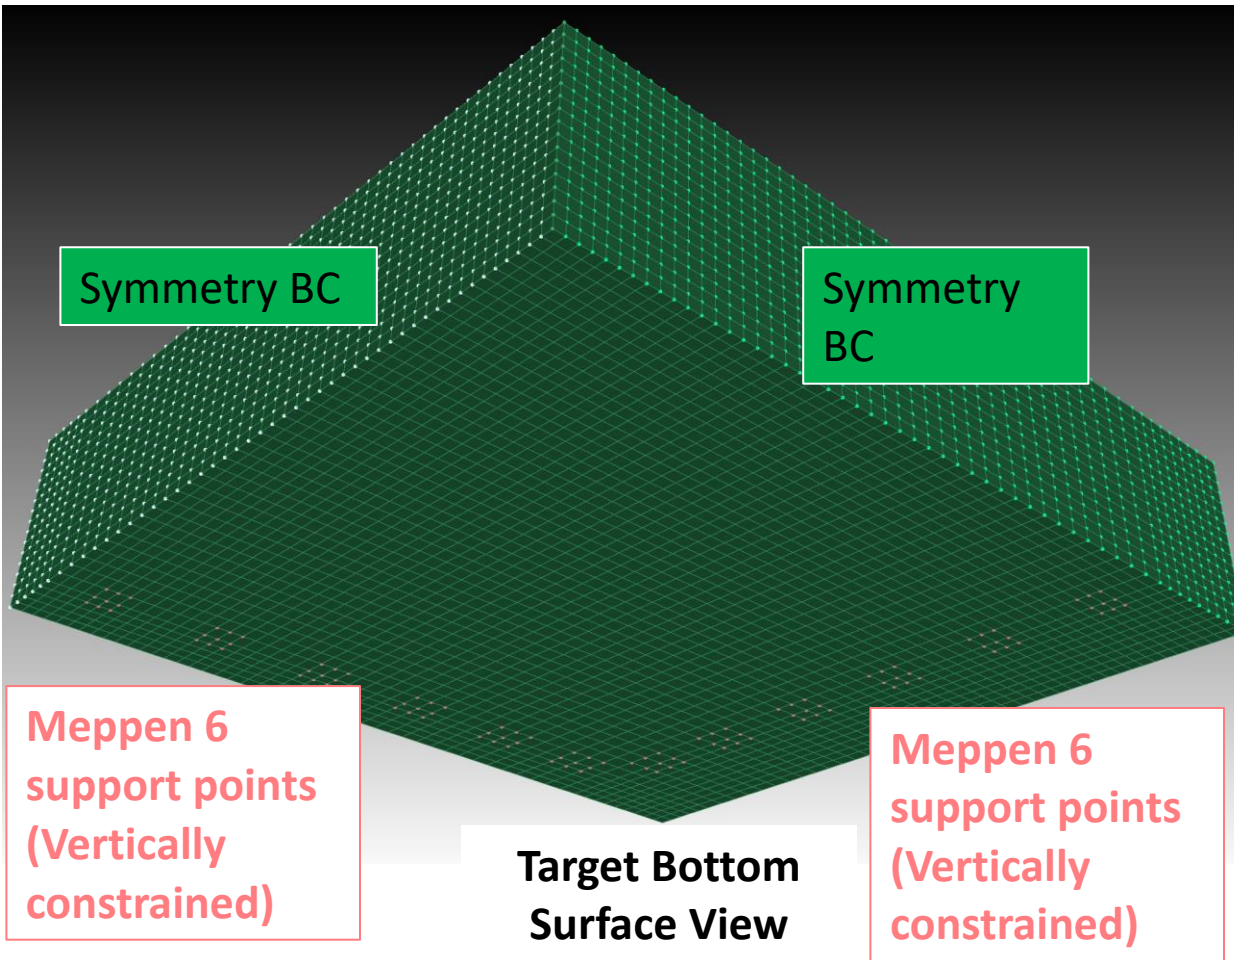 Symmetry BC
Symmetry
BC
Meppen 6
support points
(Vertically
constrained)
Target Bottom
Surface View
Meppen 6
support points
(Vertically
constrained)